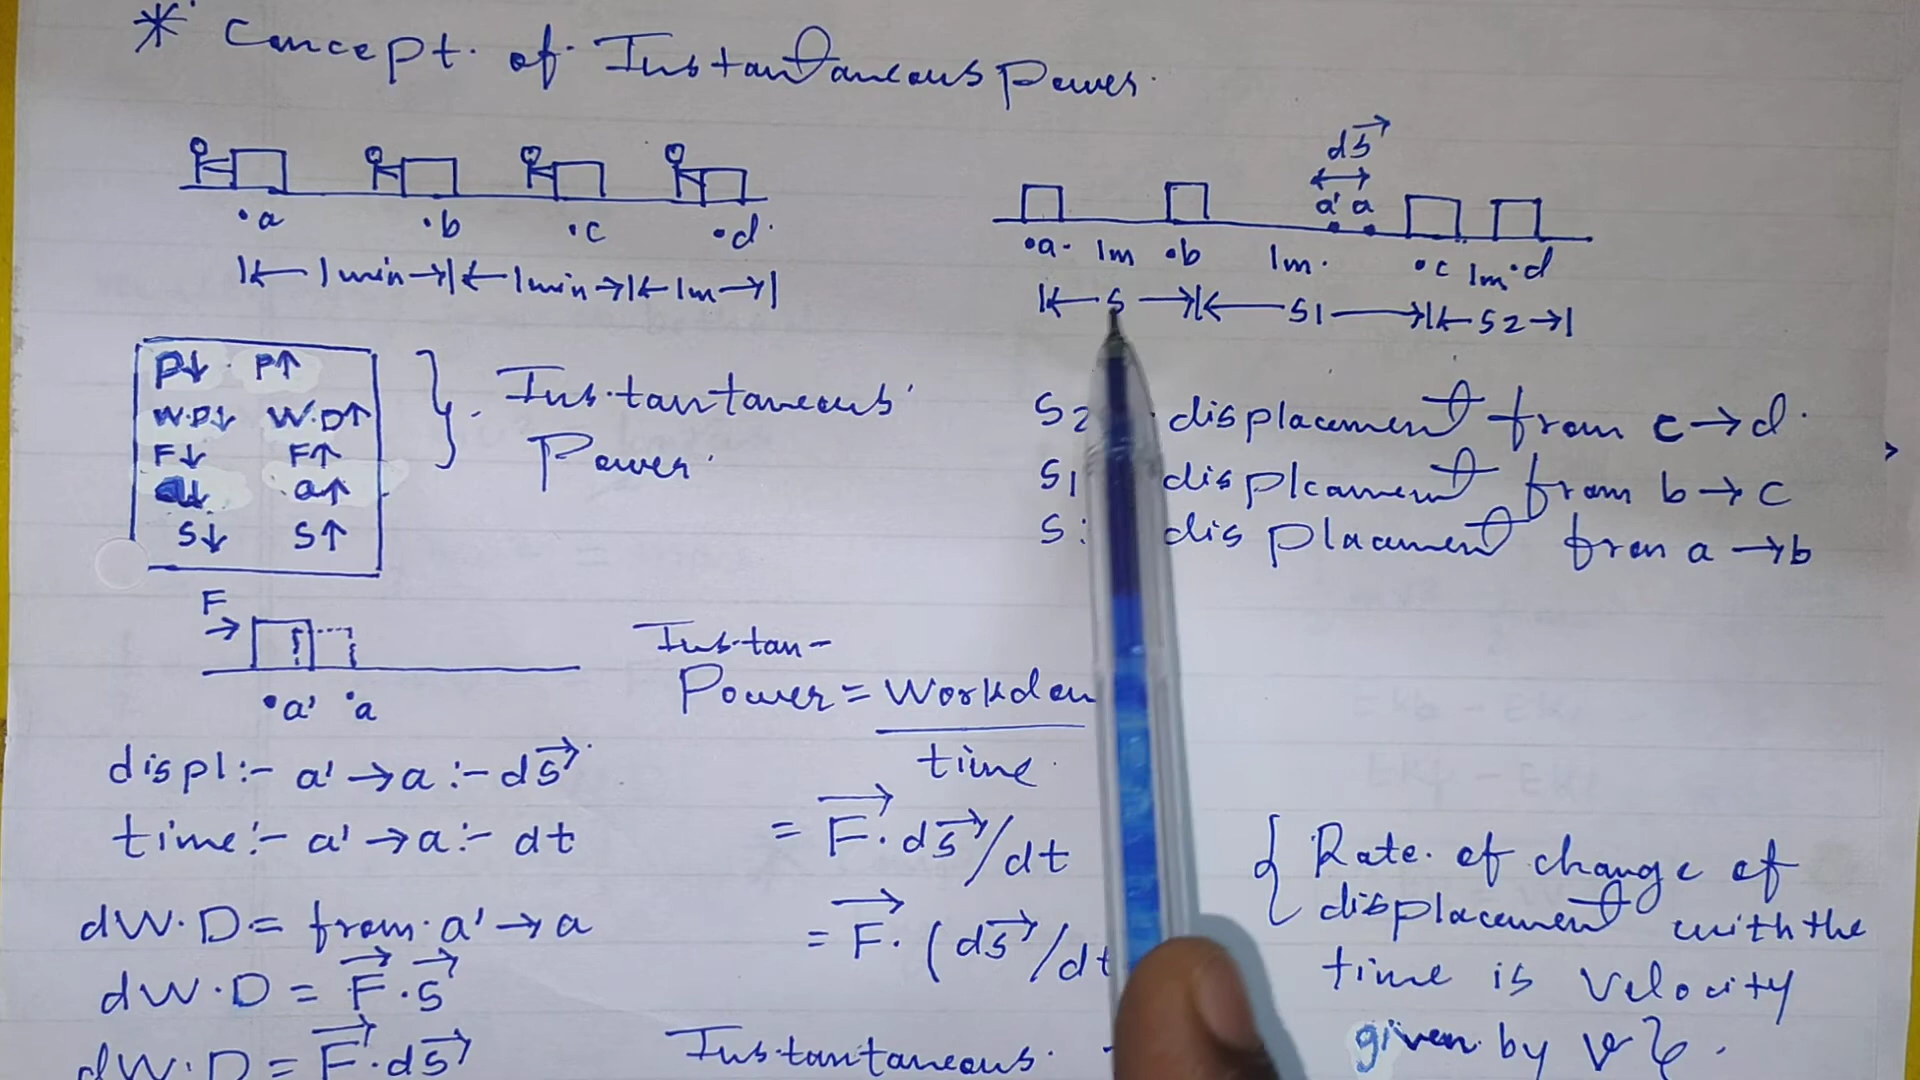 * Concept. of. Instantaneous Power.
•a •b •c •d.
|← 1min →|← 1min →|← 1m →|
ds→
a' a
•a. 1m •b 1m. •c 1m •d
|← S →|← S1 →|← S2 →|
P↓ P↑
W.D↓ W.D↑
F↓ F↑
a↓ a↑
S↓ S↑
Instantaneous
Power
S2 displacement from c → d.
S1 displcament from b → c
S: displacment from a → b
F→
•a' •a
displ:- a' → a :- ds→
time:- a' → a :- dt
dW.D = from. a' → a
dW.D = F→.s→
dW.D = F→.ds→
Instan-
Power = Workdon
time.
= F→.ds→/dt
= F→.(ds→/dt
Instantaneous.
{ Rate. of change of
displacement with the
time is velocity
given by v }.